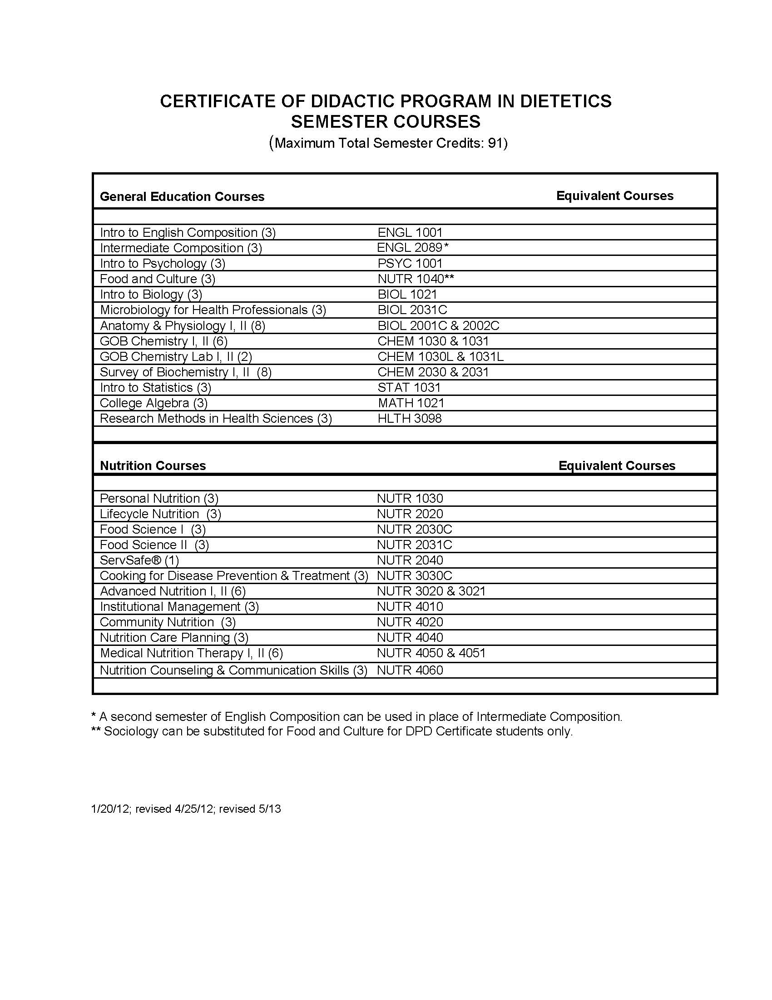 CERTIFICATE OF DIDACTIC PROGRAM IN DIETETICS
SEMESTER COURSES
(Maximum Total Semester Credits: 91)
General Education Courses Equivalent Courses
Intro to English Composition (3) ENGL 1001
Intermediate Composition (3) ENGL 2089*
Intro to Psychology (3) PSYC 1001
Food and Culture (3) NUTR 1040**
Intro to Biology (3) BIOL 1021
Microbiology for Health Professionals (3) BIOL 2031C
Anatomy & Physiology I, II (8) BIOL 2001C & 2002C
GOB Chemistry I, II (6) CHEM 1030 & 1031
GOB Chemistry Lab I, II (2) CHEM 1030L & 1031L
Survey of Biochemistry I, II (8) CHEM 2030 & 2031
Intro to Statistics (3) STAT 1031
College Algebra (3) MATH 1021
Research Methods in Health Sciences (3) HLTH 3098
Nutrition Courses Equivalent Courses
Personal Nutrition (3) NUTR 1030
Lifecycle Nutrition (3) NUTR 2020
Food Science I (3) NUTR 2030C
Food Science II (3) NUTR 2031C
ServSafe® (1) NUTR 2040
Cooking for Disease Prevention & Treatment (3) NUTR 3030C
Advanced Nutrition I, II (6) NUTR 3020 & 3021
Institutional Management (3) NUTR 4010
Community Nutrition (3) NUTR 4020
Nutrition Care Planning (3) NUTR 4040
Medical Nutrition Therapy I, II (6) NUTR 4050 & 4051
Nutrition Counseling & Communication Skills (3) NUTR 4060
* A second semester of English Composition can be used in place of Intermediate Composition.
** Sociology can be substituted for Food and Culture for DPD Certificate students only.
1/20/12; revised 4/25/12; revised 5/13